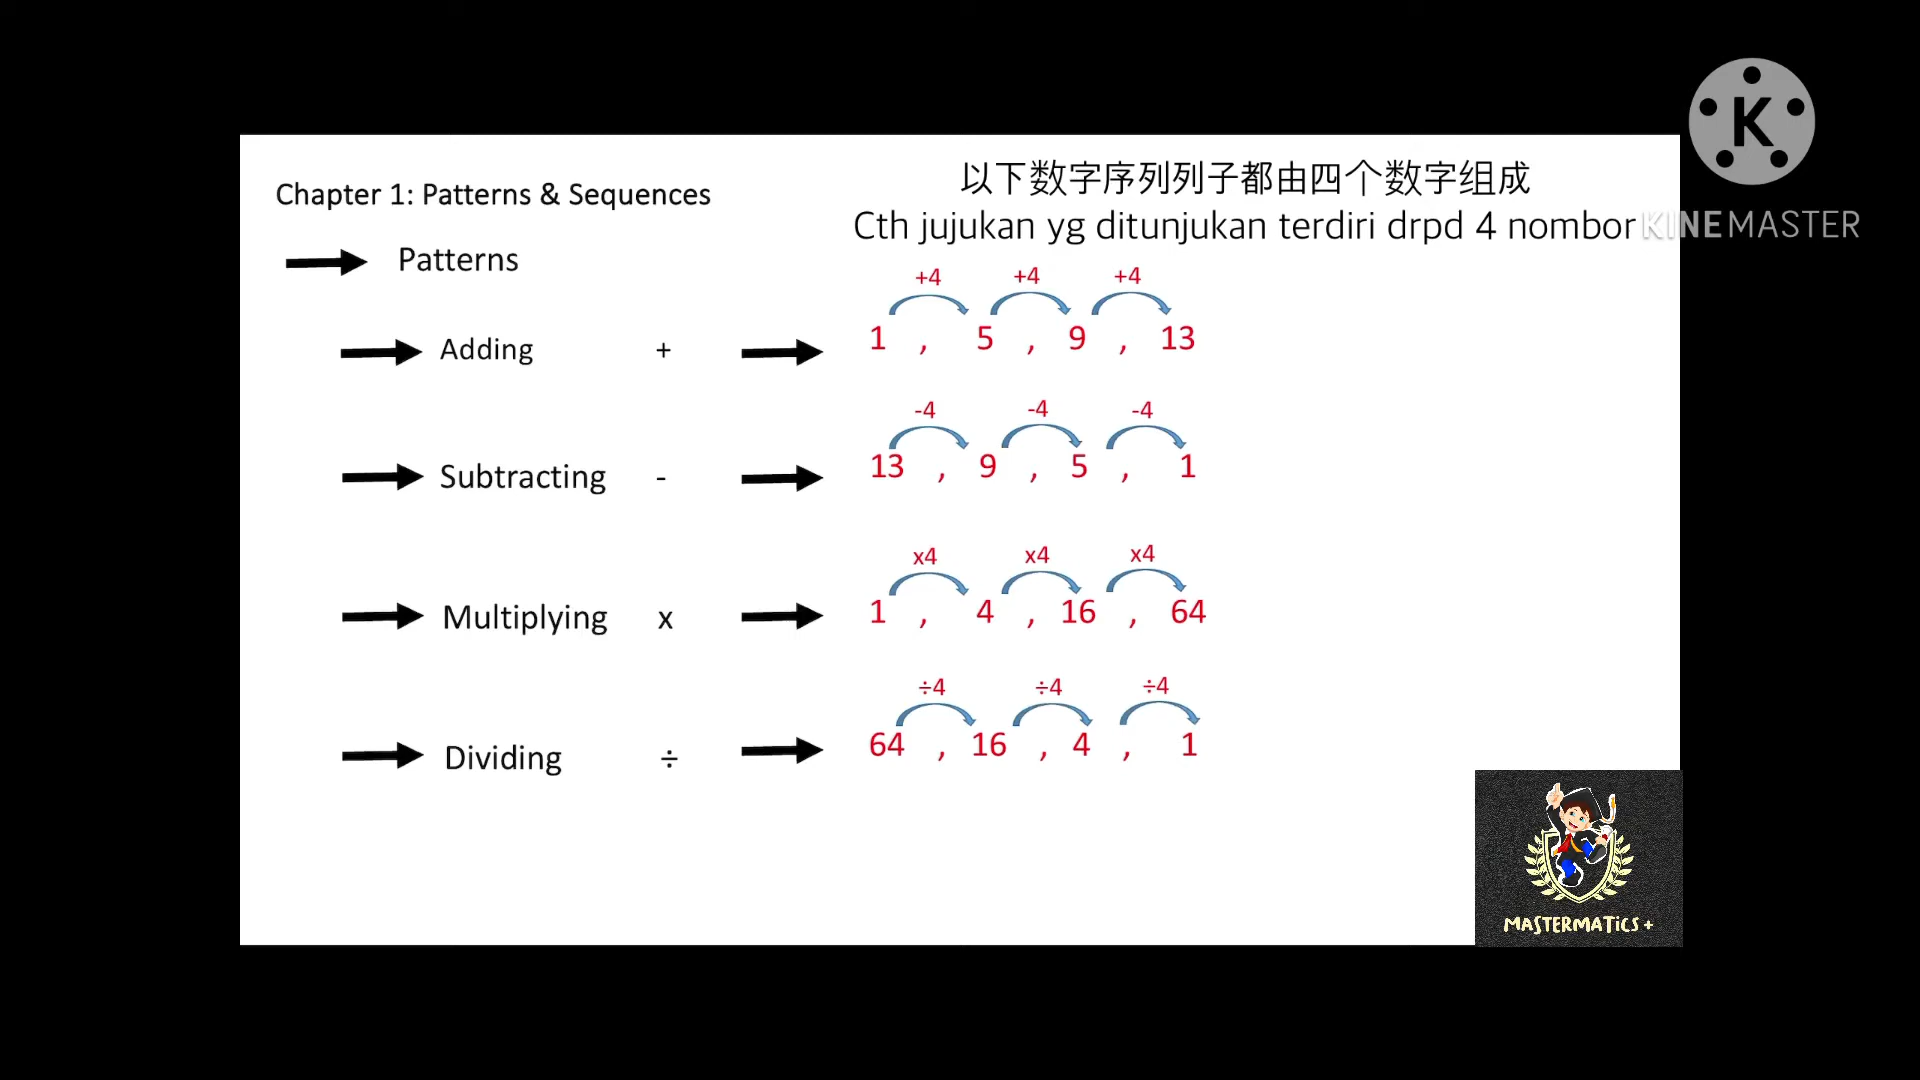 Chapter 1: Patterns & Sequences
以下数字序列列子都由四个数字组成
Cth jujukan yg ditunjukan terdiri drpd 4 nombor
K
KINEMASTER
Patterns
+4 +4 +4
Adding + 1 , 5 , 9 , 13
-4 -4 -4
Subtracting - 13 , 9 , 5 , 1
x4 x4 x4
Multiplying x 1 , 4 , 16 , 64
÷4 ÷4 ÷4
Dividing ÷ 64 , 16 , 4 , 1
MASTERMATiCS +